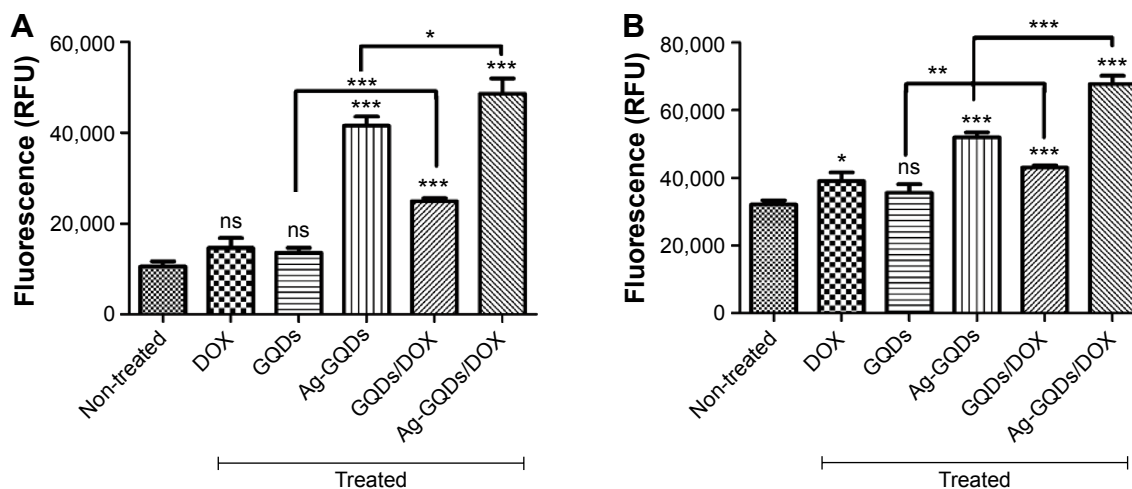 A
Fluorescence (RFU)
60,000
40,000
20,000
0
*
***
***
***
***
ns
ns
Non-treated
DOX
GQDs
Ag-GQDs
GQDs/DOX
Ag-GQDs/DOX
Treated
B
Fluorescence (RFU)
80,000
60,000
40,000
20,000
0
***
***
**
***
***
*
ns
Non-treated
DOX
GQDs
Ag-GQDs
GQDs/DOX
Ag-GQDs/DOX
Treated